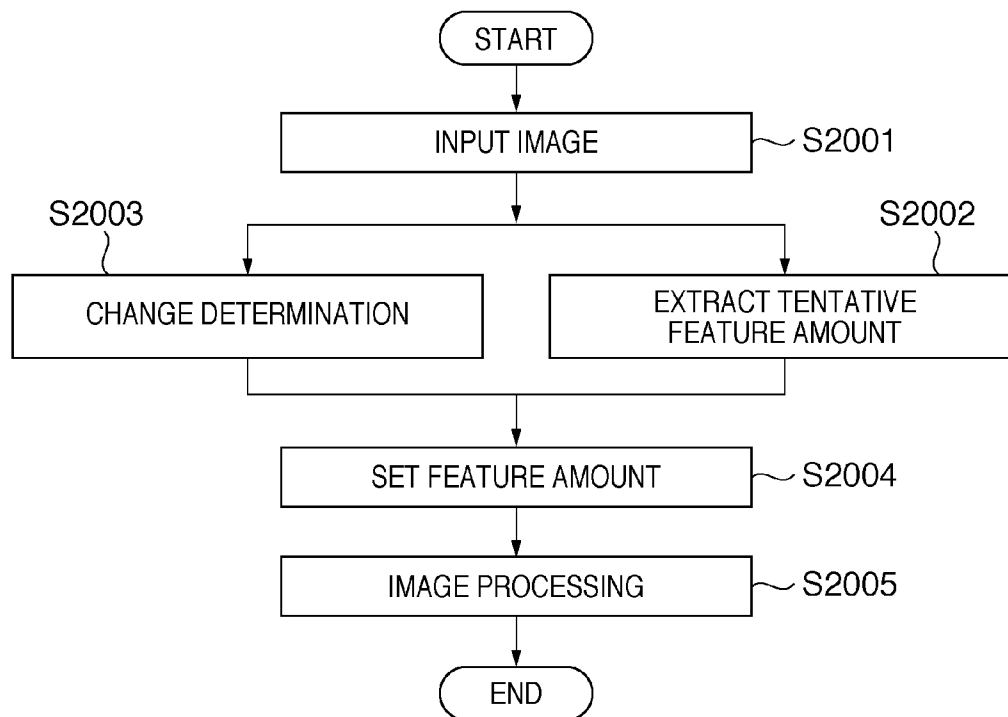 START
INPUT IMAGE
S2001
S2003
S2002
CHANGE DETERMINATION
EXTRACT TENTATIVE
FEATURE AMOUNT
SET FEATURE AMOUNT
S2004
IMAGE PROCESSING
S2005
END